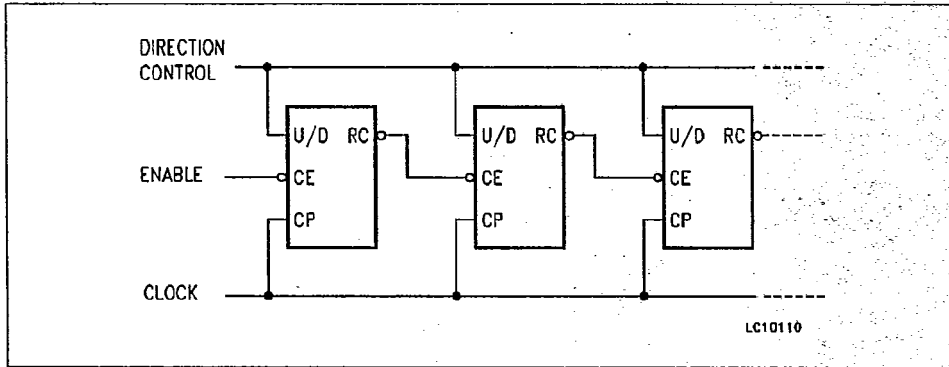 DIRECTION
CONTROL
U/D RC
U/D RC
U/D RC
ENABLE
CE
CE
CE
CP
CP
CP
CLOCK
LC10110